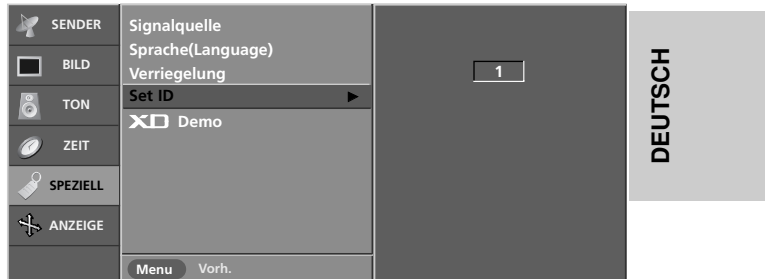 SENDER
BILD
TON
ZEIT
SPEZIELL
ANZEIGE
Signalquelle
Sprache(Language)
Verriegelung
Set ID ►
XD Demo
Menu Vorh.
1
DEUTSCH